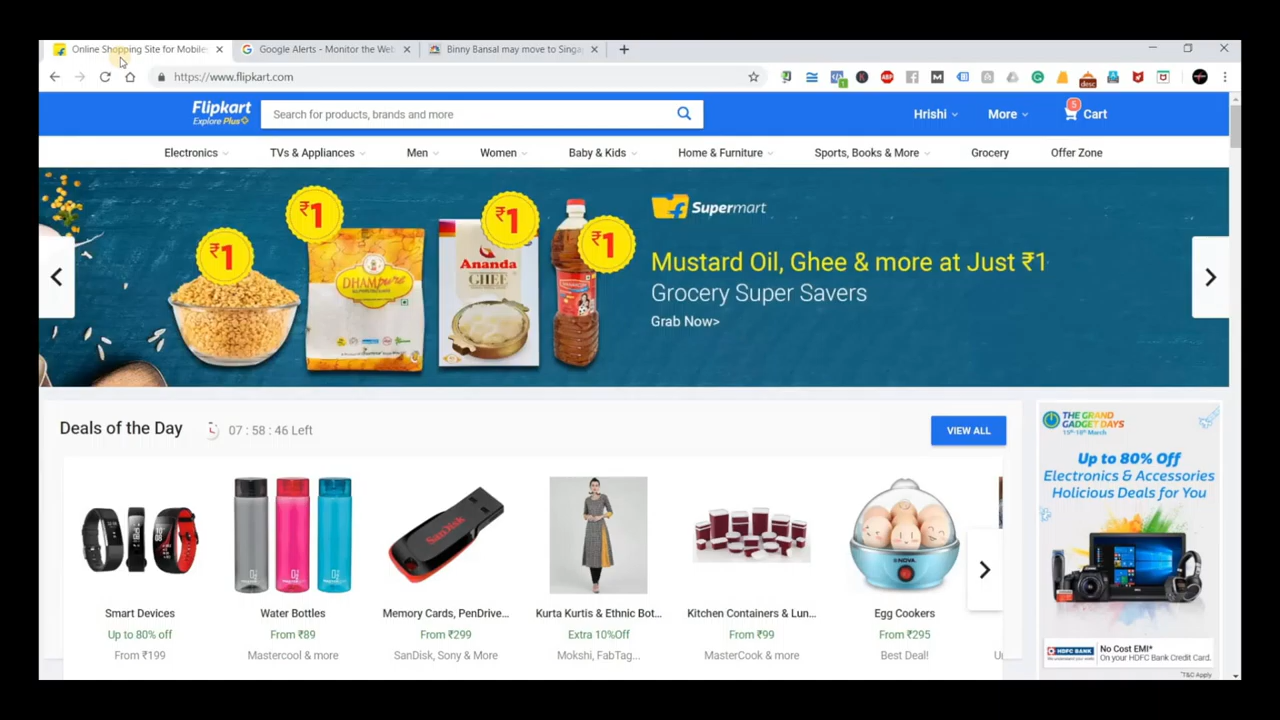 Online Shopping Site for Mobile
Google Alerts - Monitor the Web
Binny Bansal may move to Singa
https://www.flipkart.com
ABP
1
desc
Flipkart
Explore Plus
Search for products, brands and more
Hrishi
More
5
Cart
Electronics
TVs & Appliances
Men
Women
Baby & Kids
Home & Furniture
Sports, Books & More
Grocery
Offer Zone
₹1
₹1
₹1
₹1
DHAMPURE
Ananda
GHEE
Supermart
Mustard Oil, Ghee & more at Just ₹1
Grocery Super Savers
Grab Now>
Deals of the Day
07 : 58 : 46 Left
VIEW ALL
SanDisk
NOVA
Smart Devices
Water Bottles
Memory Cards, PenDrive...
Kurta Kurtis & Ethnic Bot...
Kitchen Containers & Lun...
Egg Cookers
Up to 80% off
From ₹89
From ₹299
Extra 10%Off
From ₹99
From ₹295
From ₹199
Mastercool & more
SanDisk, Sony & More
Mokshi, FabTag...
MasterCook & more
Best Deal!
THE GRAND
GADGET DAYS
15th-18th March
Up to 80% Off
Electronics & Accessories
Holicious Deals for You
HDFC BANK
No Cost EMI*
On your HDFC Bank Credit Card.
*T&C Apply